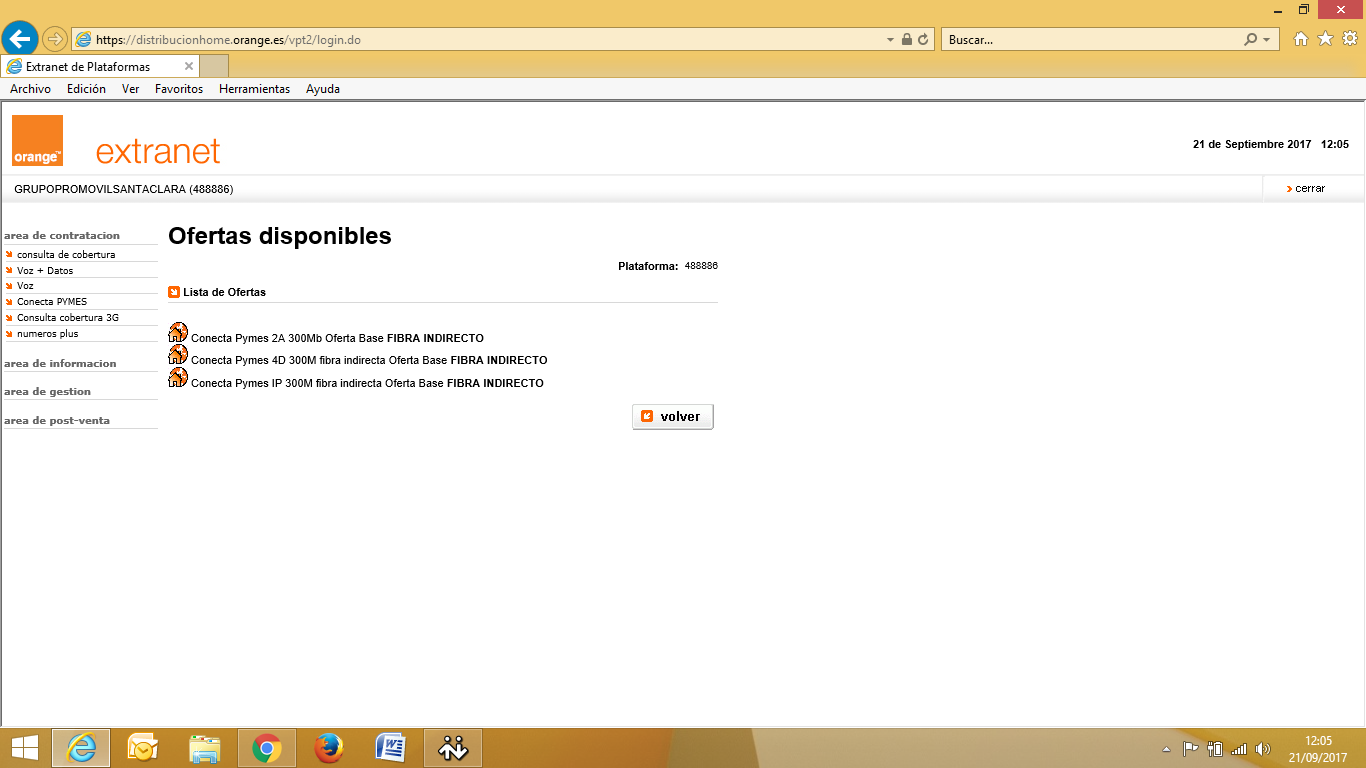 https://distribucionhome.orange.es/vpt2/login.do
Buscar...
Extranet de Plataformas
Archivo Edición Ver Favoritos Herramientas Ayuda
orange™
extranet
21 de Septiembre 2017 12:05
GRUPOPROMOVILSANTACLARA (488886)
cerrar
area de contratacion
consulta de cobertura
Voz + Datos
Voz
Conecta PYMES
Consulta cobertura 3G
numeros plus
area de informacion
area de gestion
area de post-venta
Ofertas disponibles
Plataforma: 488886
Lista de Ofertas
Conecta Pymes 2A 300Mb Oferta Base FIBRA INDIRECTO
Conecta Pymes 4D 300M fibra indirecta Oferta Base FIBRA INDIRECTO
Conecta Pymes IP 300M fibra indirecta Oferta Base FIBRA INDIRECTO
volver
12:05
21/09/2017